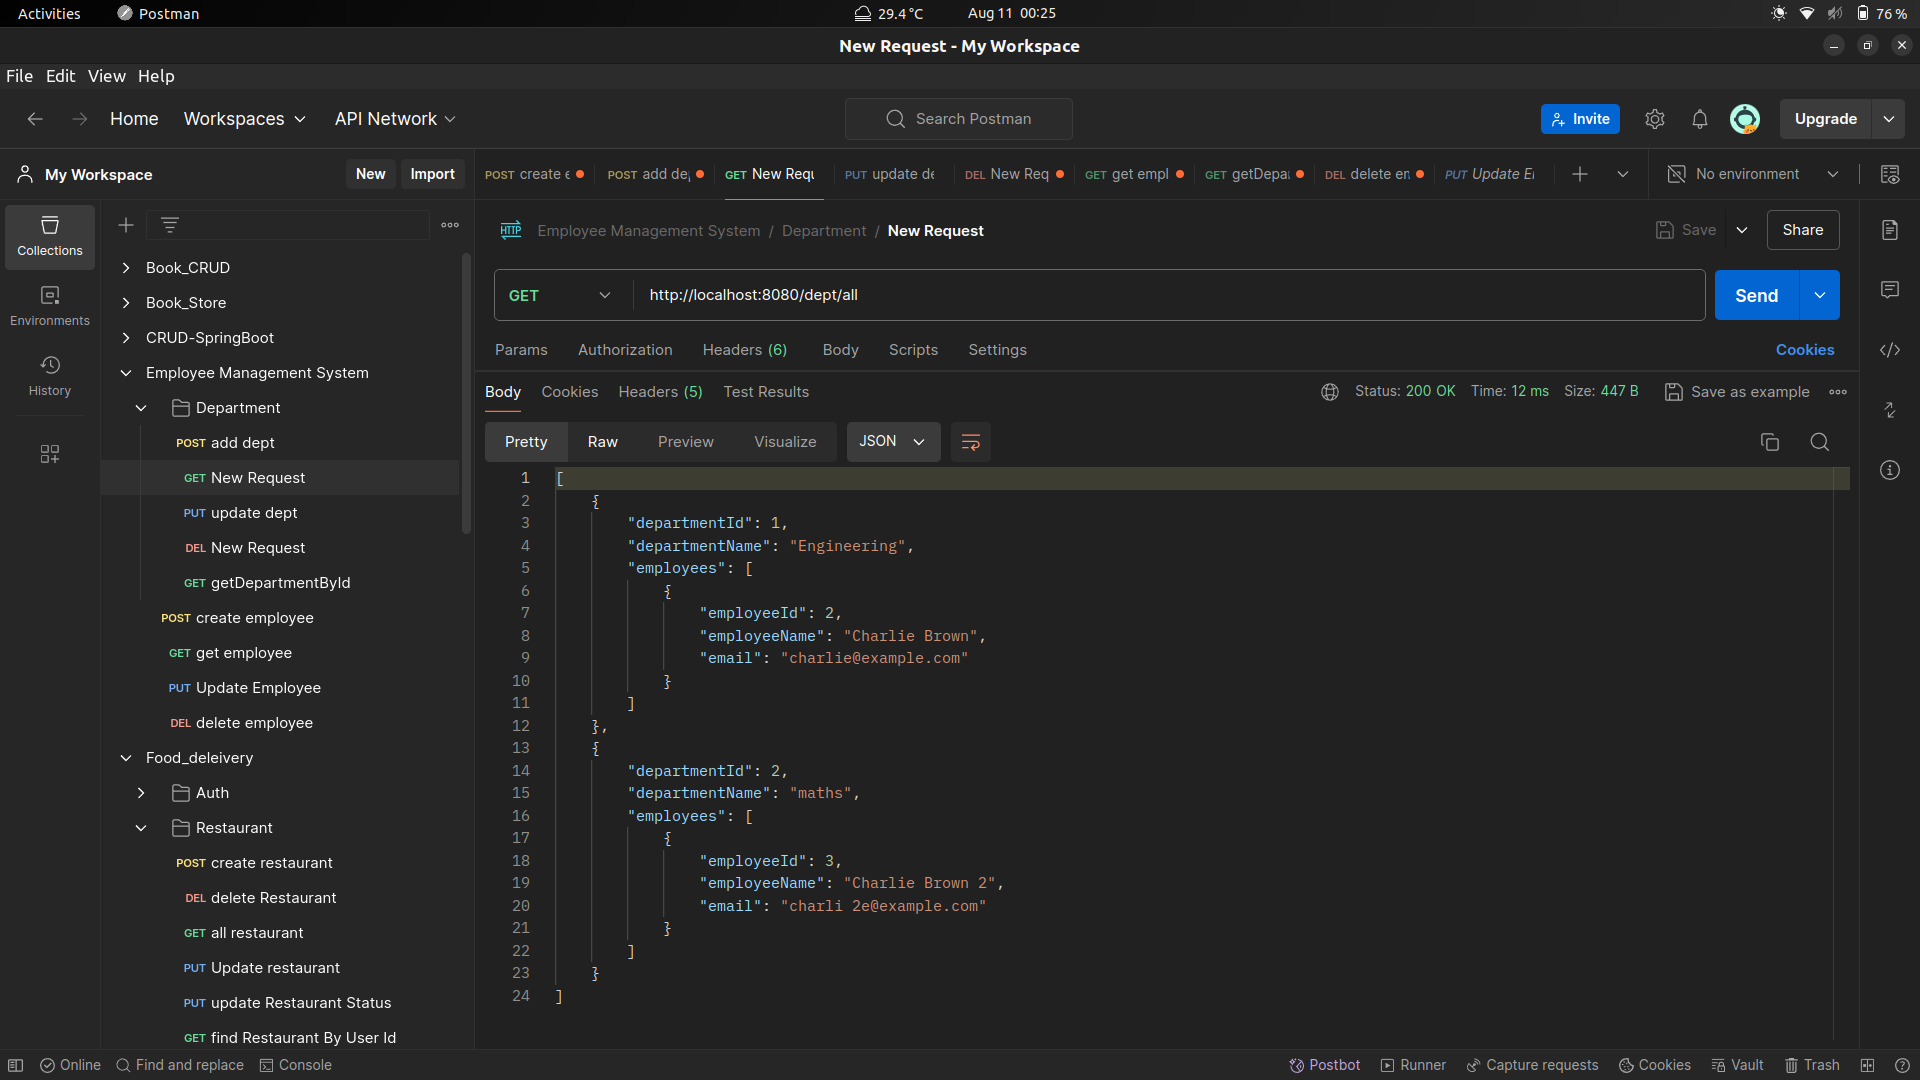 Activities Postman 29.4 °C Aug 11 00:25 76 %
New Request - My Workspace
File Edit View Help
Home Workspaces API Network Search Postman Invite Upgrade
My Workspace New Import
POST create e POST add dep GET New Requ PUT update de DEL New Req GET get empl GET getDepar DEL delete em PUT Update El No environment
Collections
Environments
History
Book_CRUD
Book_Store
CRUD-SpringBoot
Employee Management System
Department
POST add dept
GET New Request
PUT update dept
DEL New Request
GET getDepartmentById
POST create employee
GET get employee
PUT Update Employee
DEL delete employee
Food_deleivery
Auth
Restaurant
POST create restaurant
DEL delete Restaurant
GET all restaurant
PUT Update restaurant
PUT update Restaurant Status
GET find Restaurant By User Id
HTTP Employee Management System / Department / New Request Save Share
GET http://localhost:8080/dept/all Send
Params Authorization Headers (6) Body Scripts Settings Cookies
Body Cookies Headers (5) Test Results Status: 200 OK Time: 12 ms Size: 447 B Save as example
Pretty Raw Preview Visualize JSON
1 [
2 {
3 "departmentId": 1,
4 "departmentName": "Engineering",
5 "employees": [
6 {
7 "employeeId": 2,
8 "employeeName": "Charlie Brown",
9 "email": "charlie@example.com"
10 }
11 ]
12 },
13 {
14 "departmentId": 2,
15 "departmentName": "maths",
16 "employees": [
17 {
18 "employeeId": 3,
19 "employeeName": "Charlie Brown 2",
20 "email": "charli 2e@example.com"
21 }
22 ]
23 }
24 ]
Online Find and replace Console Postbot Runner Capture requests Cookies Vault Trash